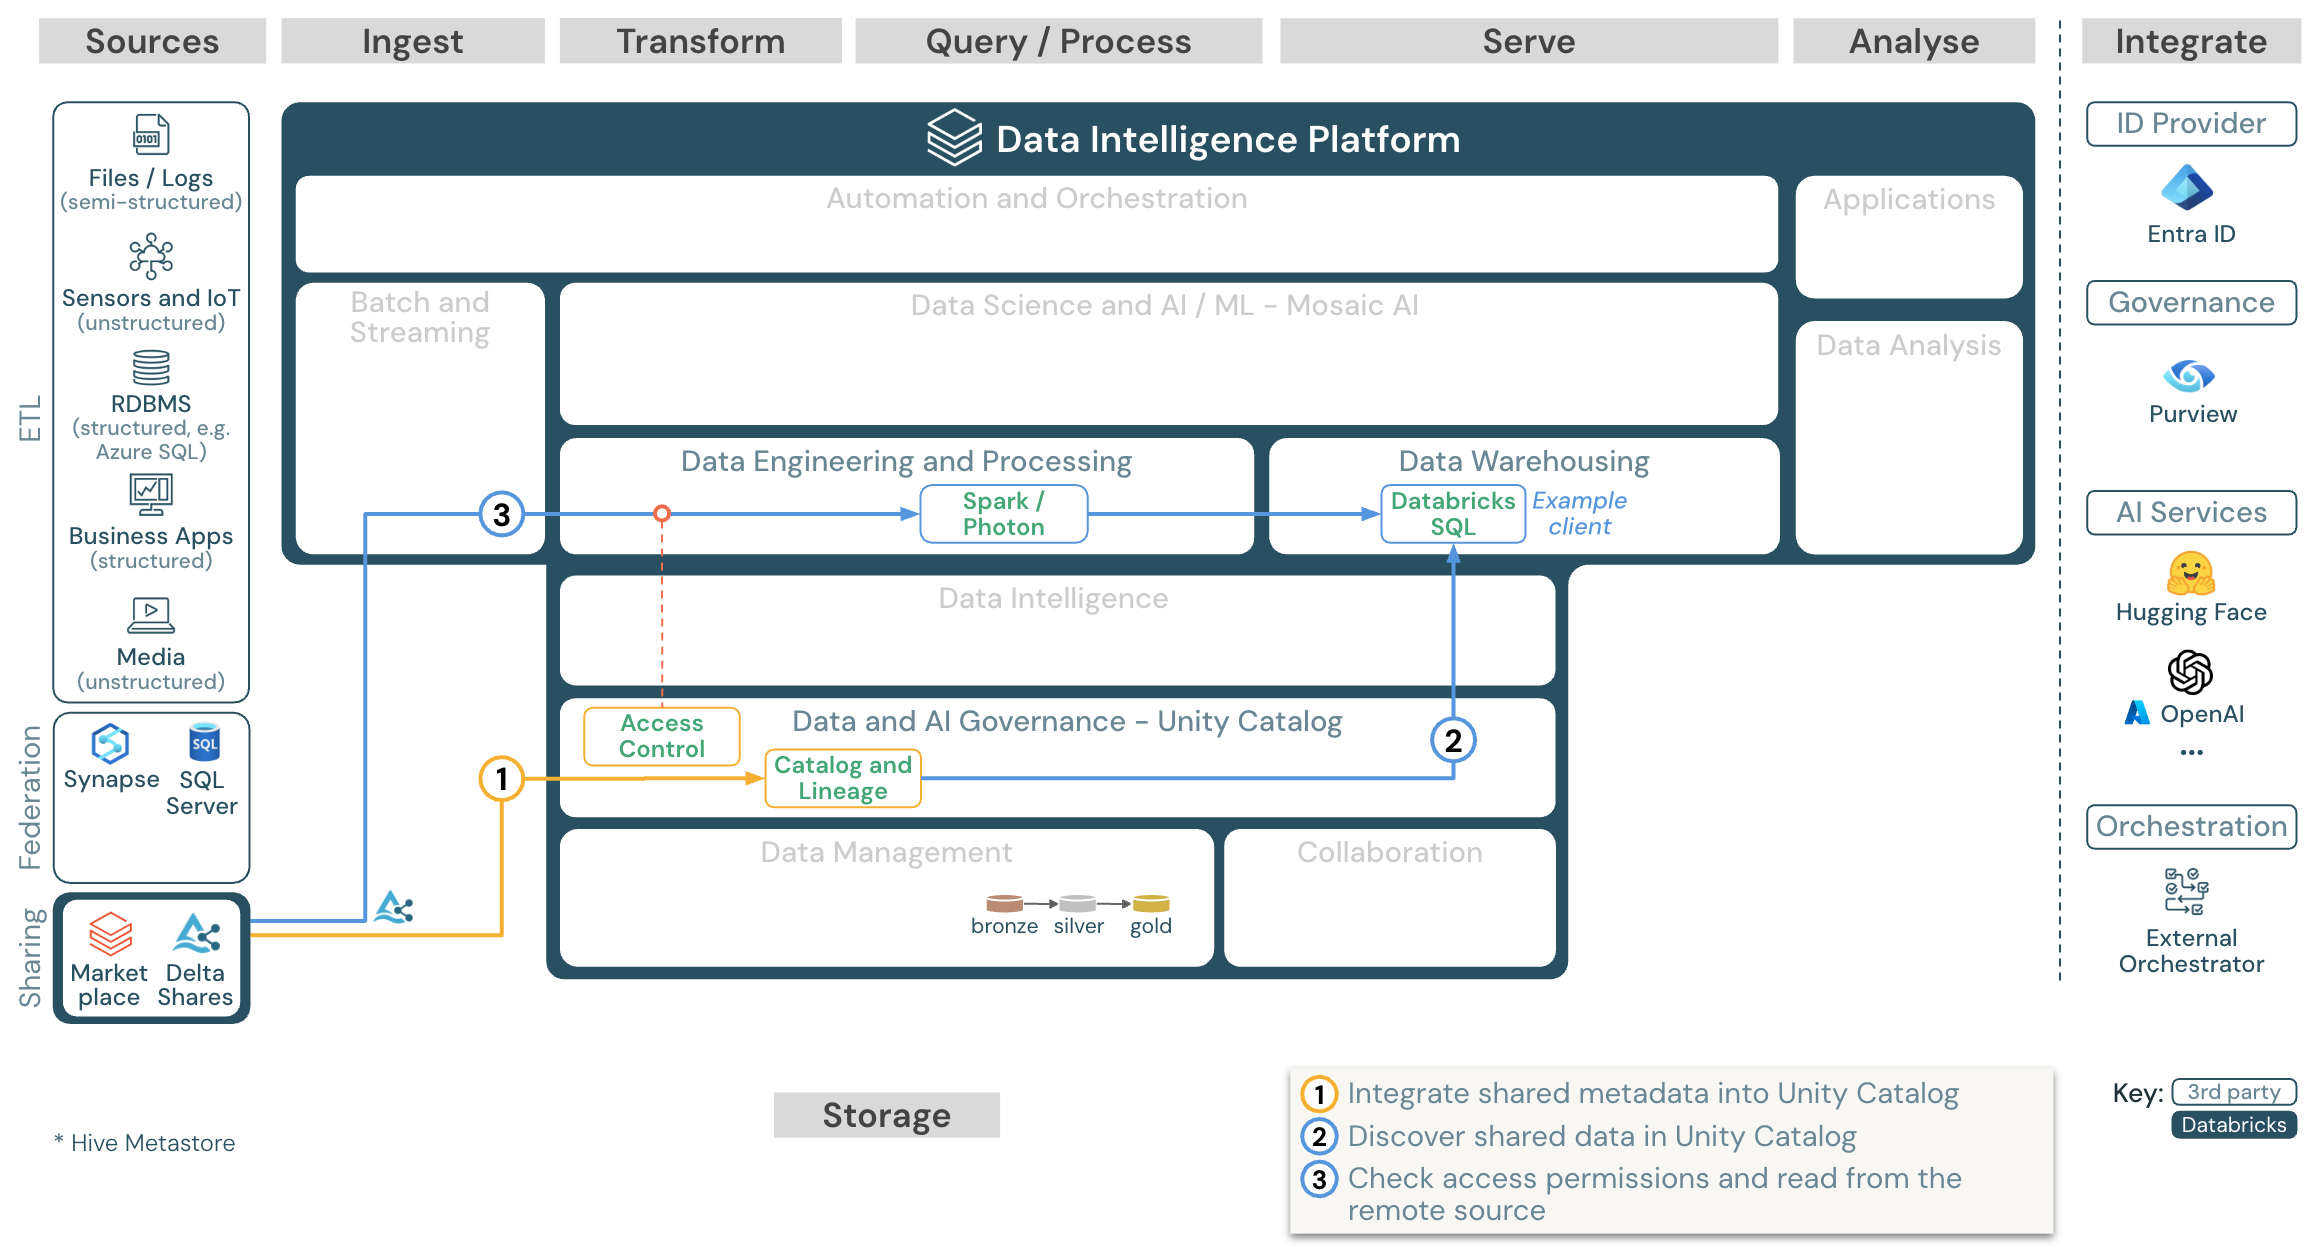 Sources
Ingest
Transform
Query / Process
Serve
Analyse
Integrate
ETL
0101
Files / Logs
(semi-structured)
Sensors and IoT
(unstructured)
RDBMS
(structured, e.g.
Azure SQL)
Business Apps
(structured)
Media
(unstructured)
Federation
Synapse
SQL
SQL
Server
Sharing
Market
place
Delta
Shares
Data Intelligence Platform
Automation and Orchestration
Applications
Batch and
Streaming
Data Science and AI / ML - Mosaic AI
Data Analysis
Data Engineering and Processing
Data Warehousing
3
Spark /
Photon
Databricks
SQL
Example
client
Data Intelligence
Access
Control
Data and AI Governance - Unity Catalog
2
1
Catalog and
Lineage
Data Management
bronze
silver
gold
Collaboration
ID Provider
Entra ID
Governance
Purview
AI Services
Hugging Face
OpenAI
...
Orchestration
External
Orchestrator
Storage
* Hive Metastore
1 Integrate shared metadata into Unity Catalog
2 Discover shared data in Unity Catalog
3 Check access permissions and read from the
remote source
Key: 3rd party
Databricks